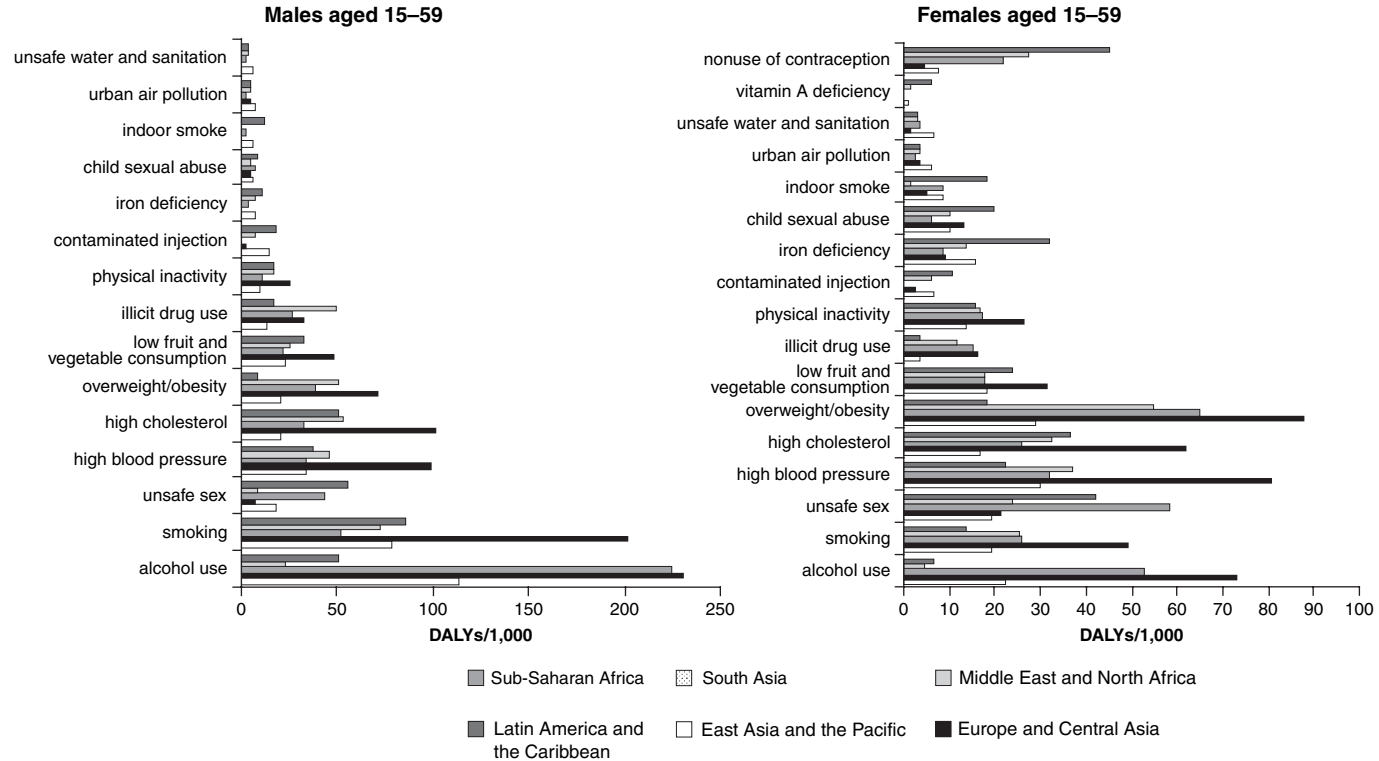 Males aged 15–59
unsafe water and sanitation
urban air pollution
indoor smoke
child sexual abuse
iron deficiency
contaminated injection
physical inactivity
illicit drug use
low fruit and
vegetable consumption
overweight/obesity
high cholesterol
high blood pressure
unsafe sex
smoking
alcohol use
0 50 100 150 200 250
DALYs/1,000
Females aged 15–59
nonuse of contraception
vitamin A deficiency
unsafe water and sanitation
urban air pollution
indoor smoke
child sexual abuse
iron deficiency
contaminated injection
physical inactivity
illicit drug use
low fruit and
vegetable consumption
overweight/obesity
high cholesterol
high blood pressure
unsafe sex
smoking
alcohol use
0 10 20 30 40 50 60 70 80 90 100
DALYs/1,000
Sub-Saharan Africa
South Asia
Middle East and North Africa
Latin America and
the Caribbean
East Asia and the Pacific
Europe and Central Asia